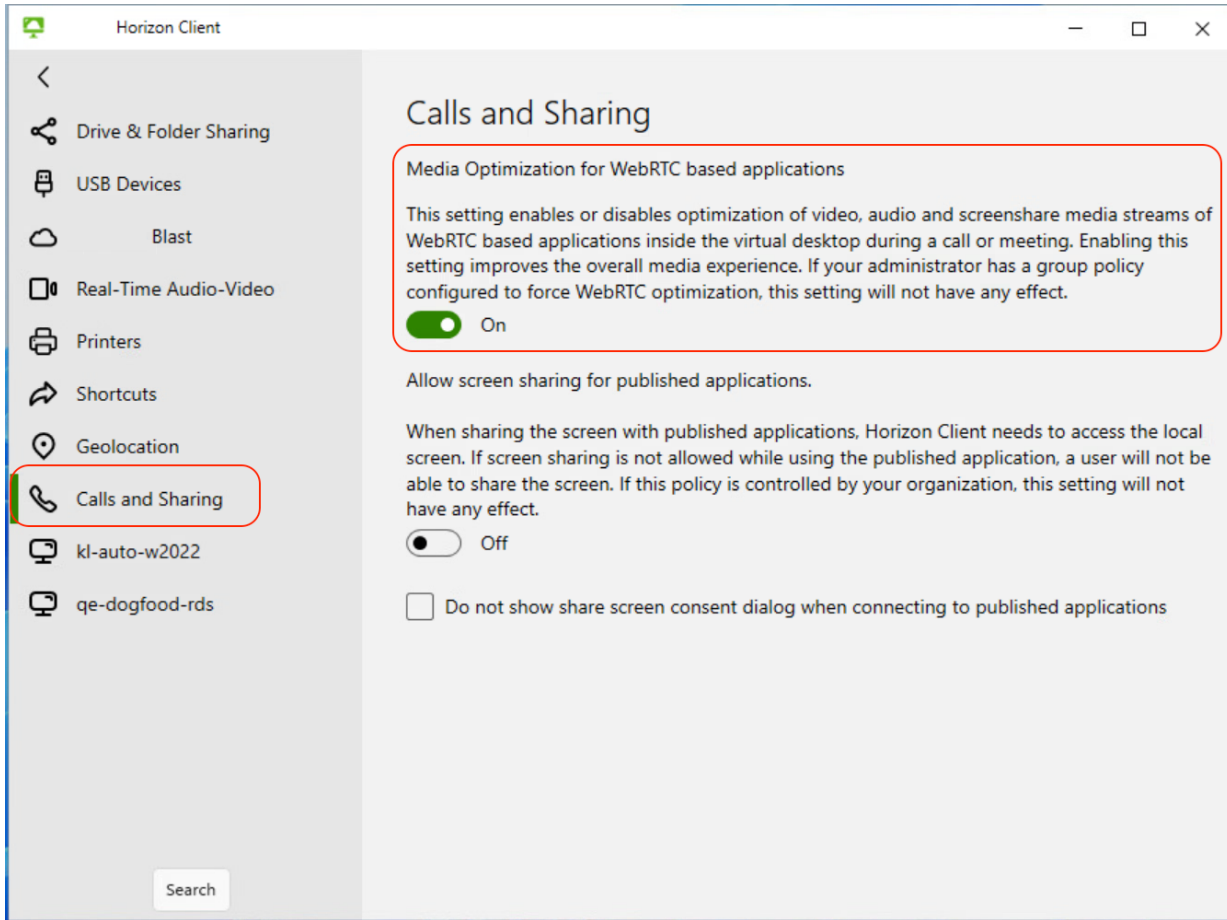 Horizon Client
Drive & Folder Sharing
USB Devices
Blast
Real-Time Audio-Video
Printers
Shortcuts
Geolocation
Calls and Sharing
kl-auto-w2022
qe-dogfood-rds
Search
Calls and Sharing
Media Optimization for WebRTC based applications
This setting enables or disables optimization of video, audio and screenshare media streams of
WebRTC based applications inside the virtual desktop during a call or meeting. Enabling this
setting improves the overall media experience. If your administrator has a group policy
configured to force WebRTC optimization, this setting will not have any effect.
On
Allow screen sharing for published applications.
When sharing the screen with published applications, Horizon Client needs to access the local
screen. If screen sharing is not allowed while using the published application, a user will not be
able to share the screen. If this policy is controlled by your organization, this setting will not
have any effect.
Off
Do not show share screen consent dialog when connecting to published applications